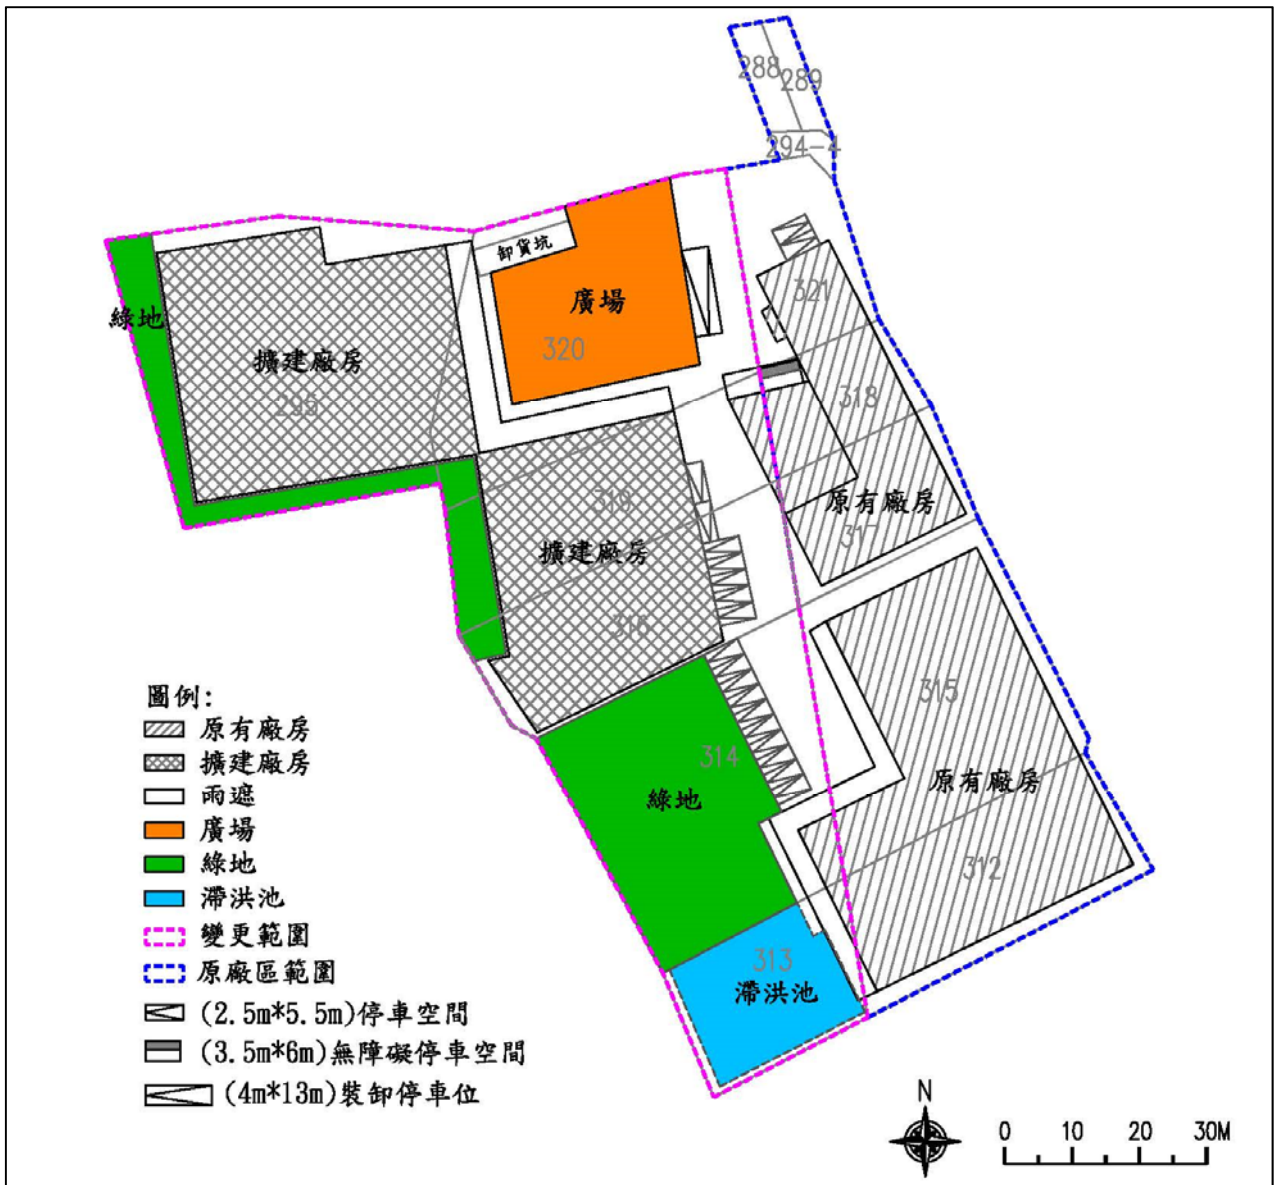 288
289
294-4
卸貨坑
321
廣場
綠地
320
擴建廠房
295
318
319
原有廠房
317
擴建廠房
316
315
314
原有廠房
綠地
312
313
滯洪池
圖例:
原有廠房
擴建廠房
雨遮
廣場
綠地
滯洪池
變更範圍
原廠區範圍
(2.5m*5.5m)停車空間
(3.5m*6m)無障礙停車空間
(4m*13m)裝卸停車位
N
0 10 20 30M